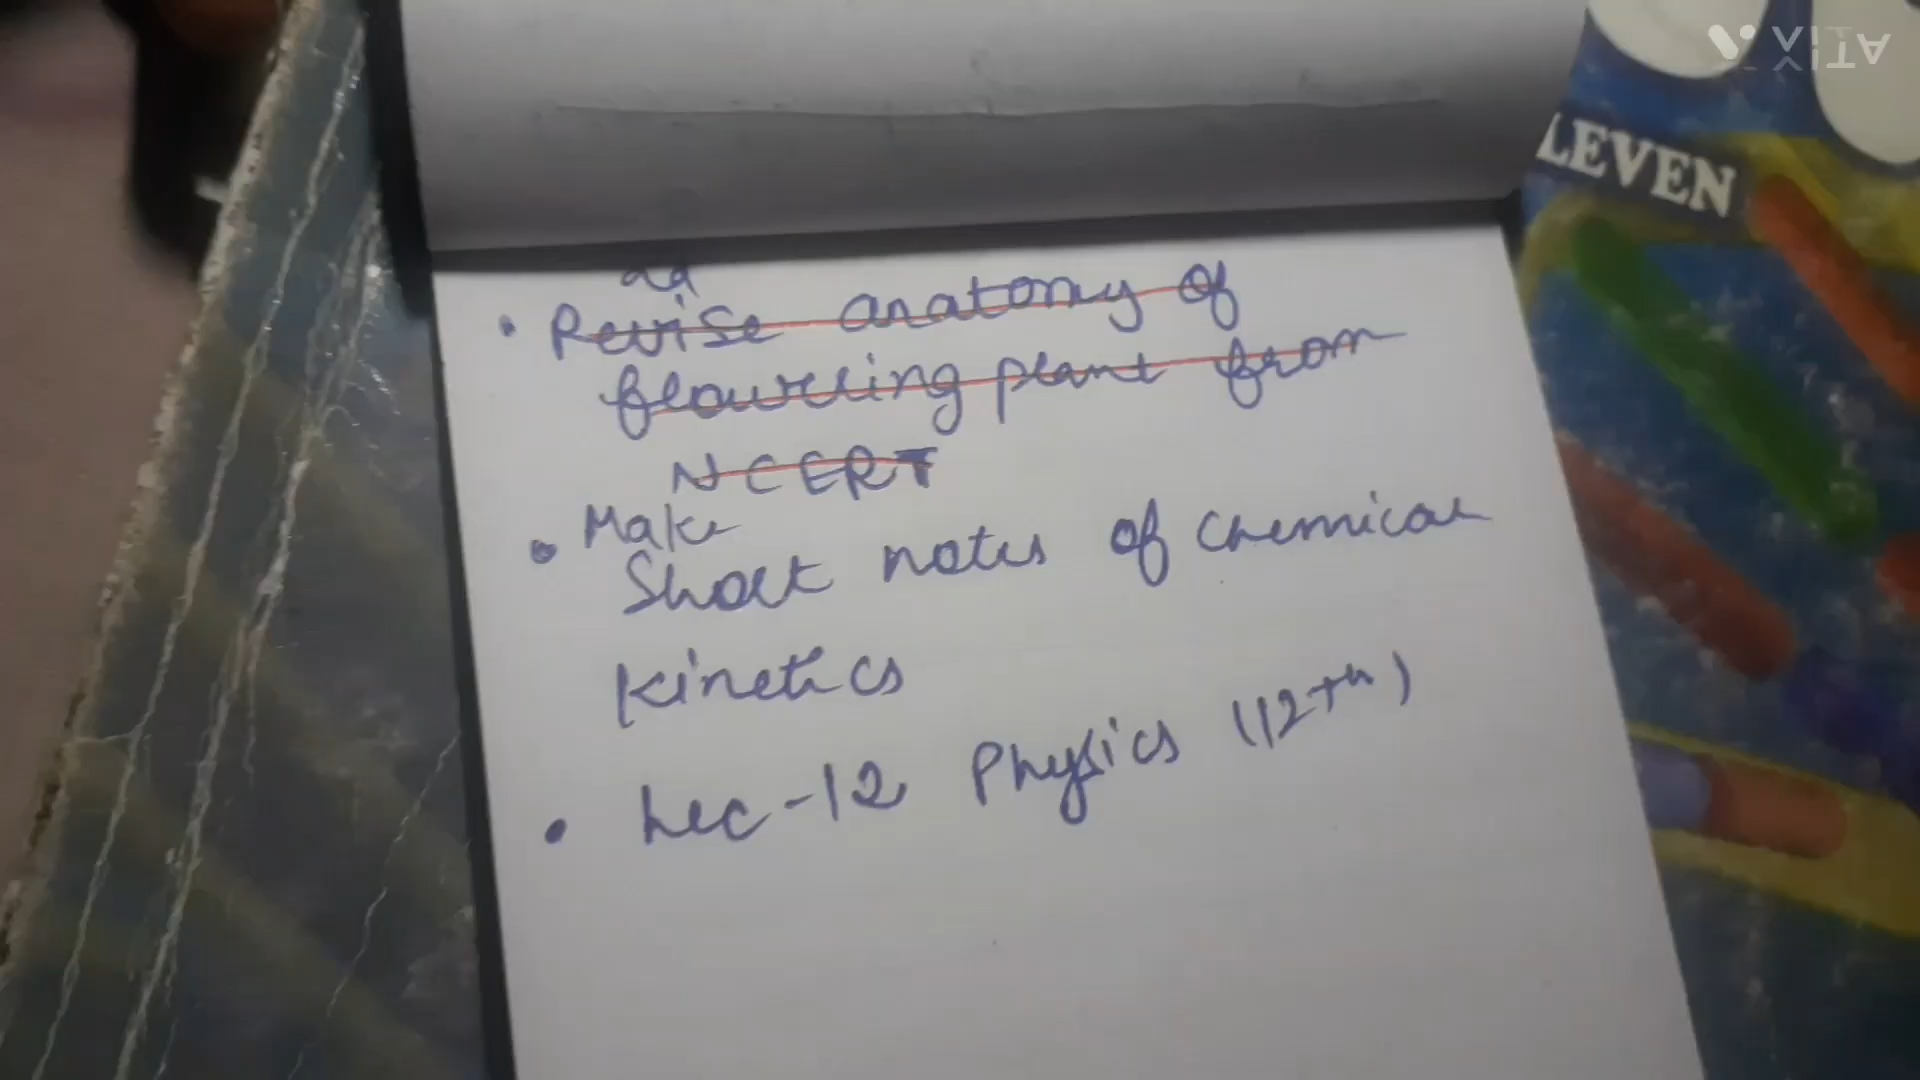 VITA
LEVEN
• Revise anatomy of
flowering plant from
NCERT
• Make
Short notes of chemical
kinetics
• Lec-12 Physics (12th)